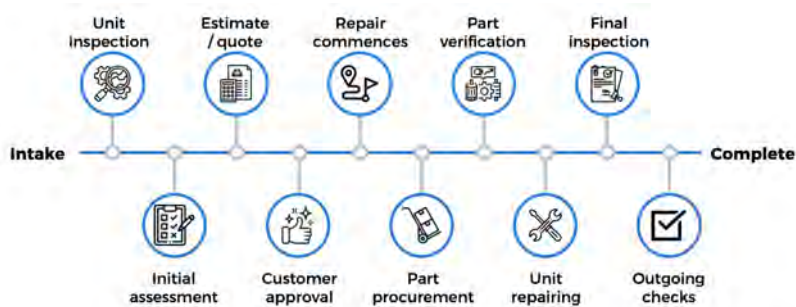 Unit
inspection
Estimate
/ quote
Repair
commences
Part
verification
Final
inspection
Intake
Complete
Initial
assessment
Customer
approval
Part
procurement
Unit
repairing
Outgoing
checks